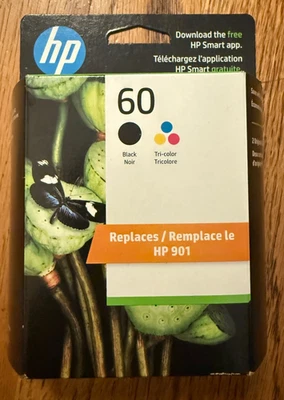 hp
Download the free
HP Smart app.
Téléchargez l'application
HP Smart gratuite.
60
Black
Noir
Tri-color
Tricolore
Replaces / Remplace le
HP 901